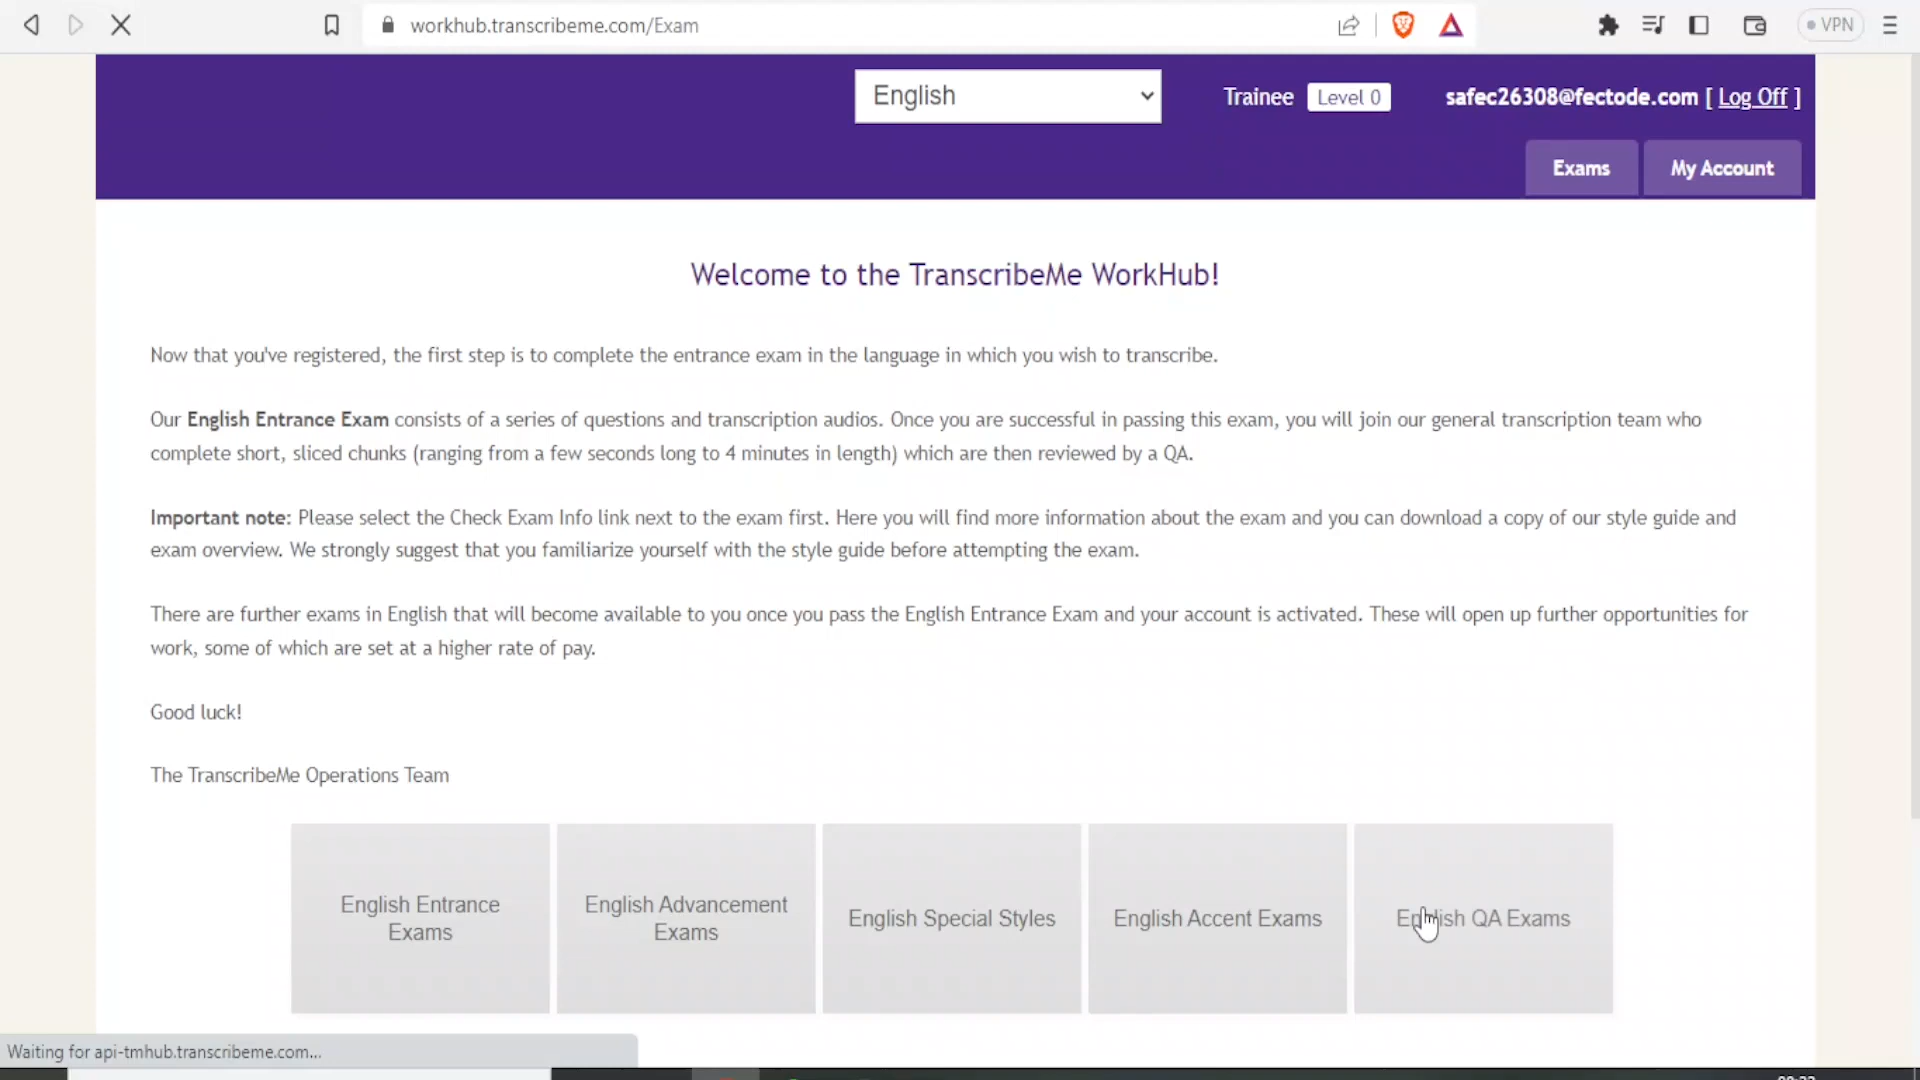 workhub.transcribeme.com/Exam
VPN
English
Trainee Level 0 safec26308@fectode.com [ Log Off ]
Exams My Account
Welcome to the TranscribeMe WorkHub!
Now that you've registered, the first step is to complete the entrance exam in the language in which you wish to transcribe.
Our English Entrance Exam consists of a series of questions and transcription audios. Once you are successful in passing this exam, you will join our general transcription team who
complete short, sliced chunks (ranging from a few seconds long to 4 minutes in length) which are then reviewed by a QA.
Important note: Please select the Check Exam Info link next to the exam first. Here you will find more information about the exam and you can download a copy of our style guide and
exam overview. We strongly suggest that you familiarize yourself with the style guide before attempting the exam.
There are further exams in English that will become available to you once you pass the English Entrance Exam and your account is activated. These will open up further opportunities for
work, some of which are set at a higher rate of pay.
Good luck!
The TranscribeMe Operations Team
English Entrance
Exams
English Advancement
Exams
English Special Styles
English Accent Exams
English QA Exams
Waiting for api-tmhub.transcribeme.com...